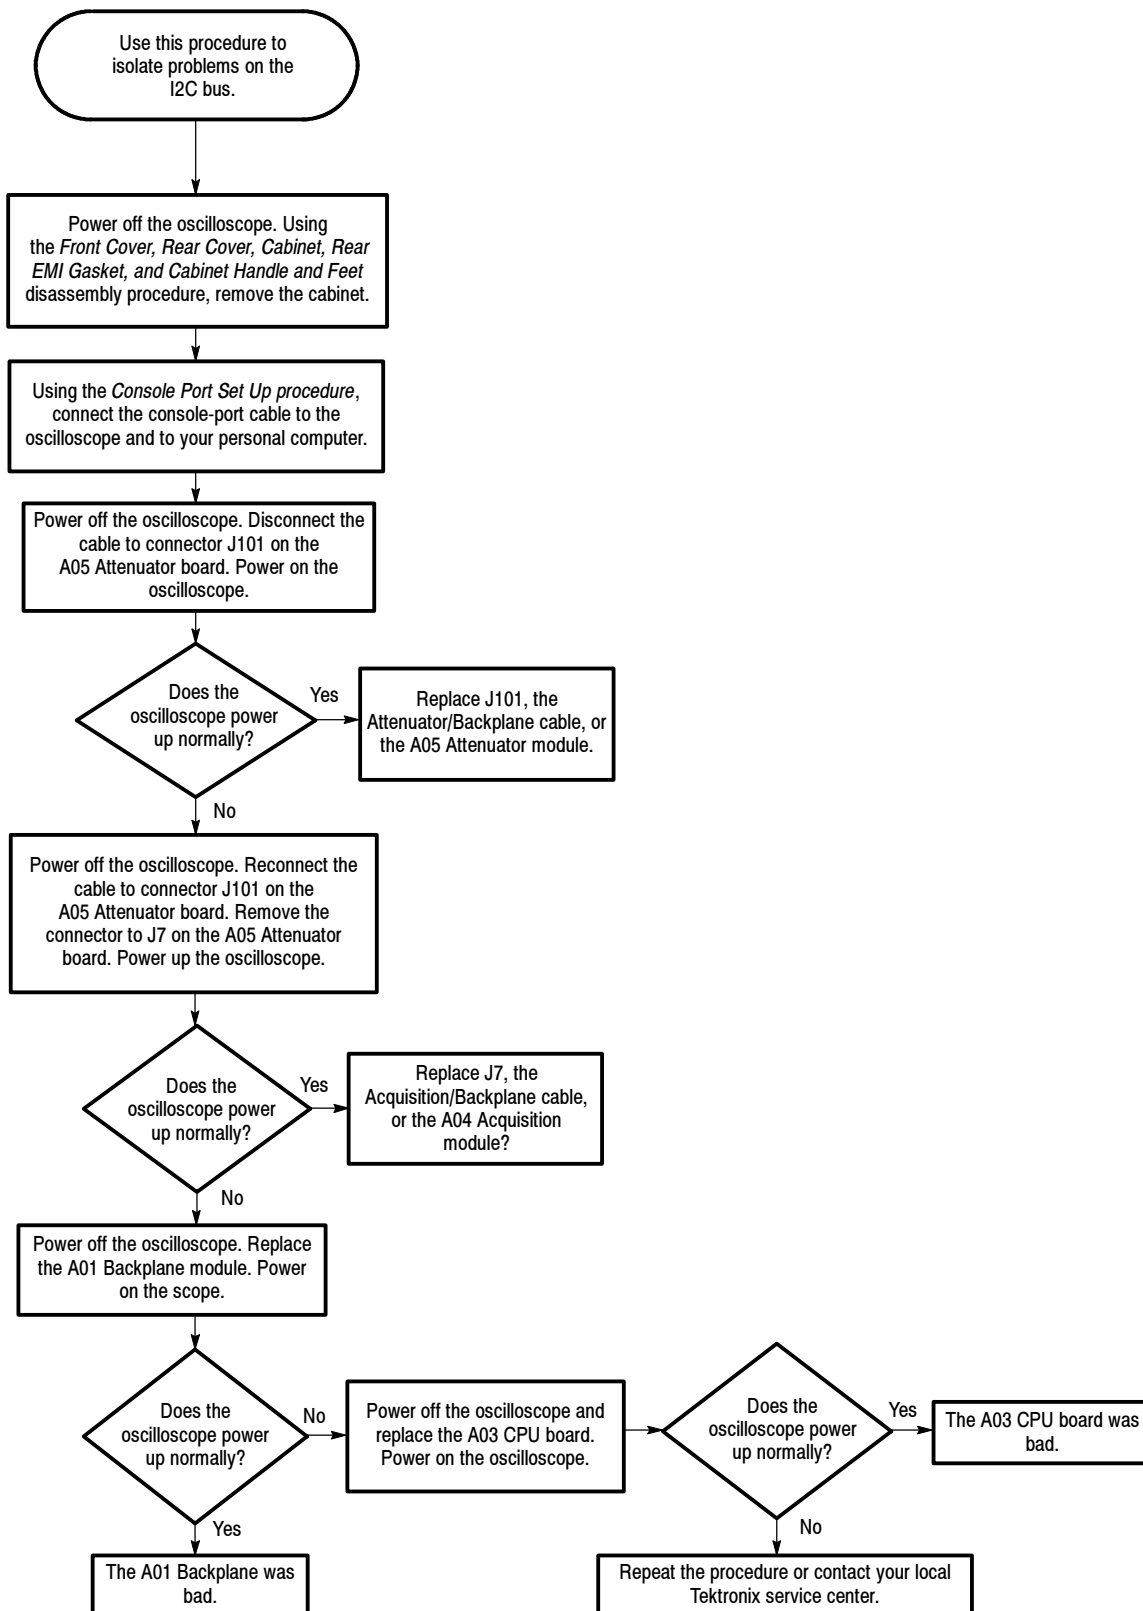 Use this procedure to
isolate problems on the
I2C bus.
Power off the oscilloscope. Using
the Front Cover, Rear Cover, Cabinet, Rear
EMI Gasket, and Cabinet Handle and Feet
disassembly procedure, remove the cabinet.
Using the Console Port Set Up procedure,
connect the console-port cable to the
oscilloscope and to your personal computer.
Power off the oscilloscope. Disconnect the
cable to connector J101 on the
A05 Attenuator board. Power on the
oscilloscope.
Does the
oscilloscope power
up normally?
Yes
Replace J101, the
Attenuator/Backplane cable, or
the A05 Attenuator module.
No
Power off the oscilloscope. Reconnect the
cable to connector J101 on the
A05 Attenuator board. Remove the
connector to J7 on the A05 Attenuator
board. Power up the oscilloscope.
Does the
oscilloscope power
up normally?
Yes
Replace J7, the
Acquisition/Backplane cable,
or the A04 Acquisition
module?
No
Power off the oscilloscope. Replace
the A01 Backplane module. Power
on the scope.
Does the
oscilloscope power
up normally?
No
Power off the oscilloscope and
replace the A03 CPU board.
Power on the oscilloscope.
Does the
oscilloscope power
up normally?
Yes
The A03 CPU board was
bad.
Yes
The A01 Backplane was
bad.
No
Repeat the procedure or contact your local
Tektronix service center.